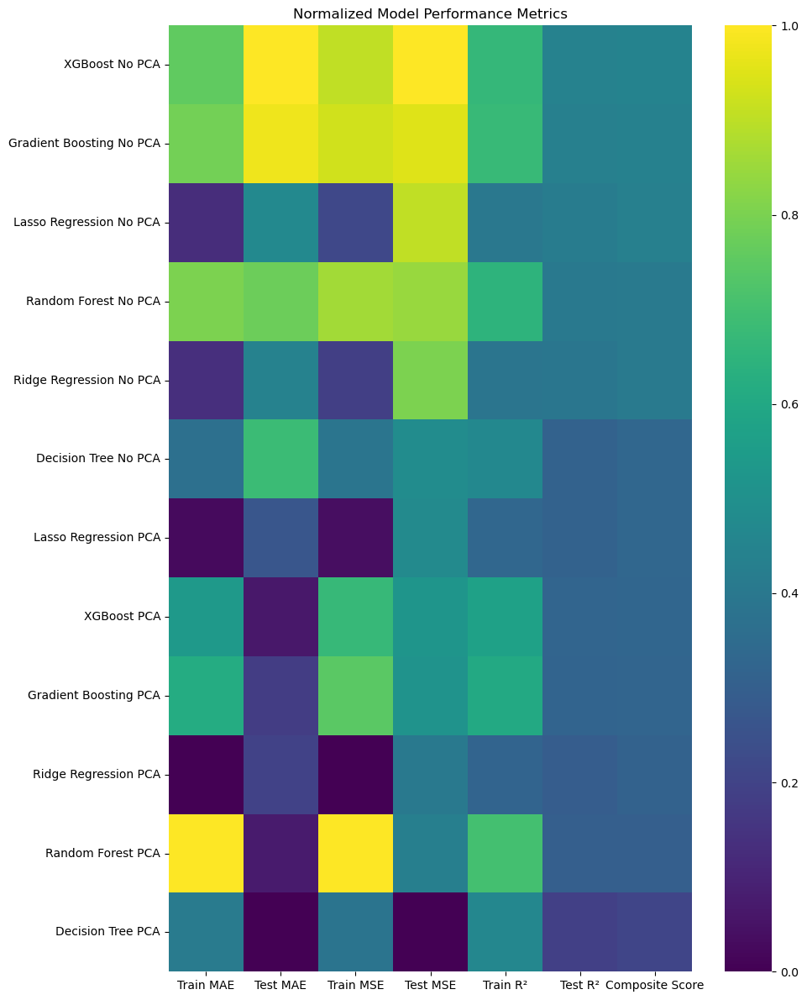 Normalized Model Performance Metrics
XGBoost No PCA
Gradient Boosting No PCA
Lasso Regression No PCA
Random Forest No PCA
Ridge Regression No PCA
Decision Tree No PCA
Lasso Regression PCA
XGBoost PCA
Gradient Boosting PCA
Ridge Regression PCA
Random Forest PCA
Decision Tree PCA
Train MAE Test MAE Train MSE Test MSE Train R² Test R² Composite Score
1.0
0.8
0.6
0.4
0.2
0.0